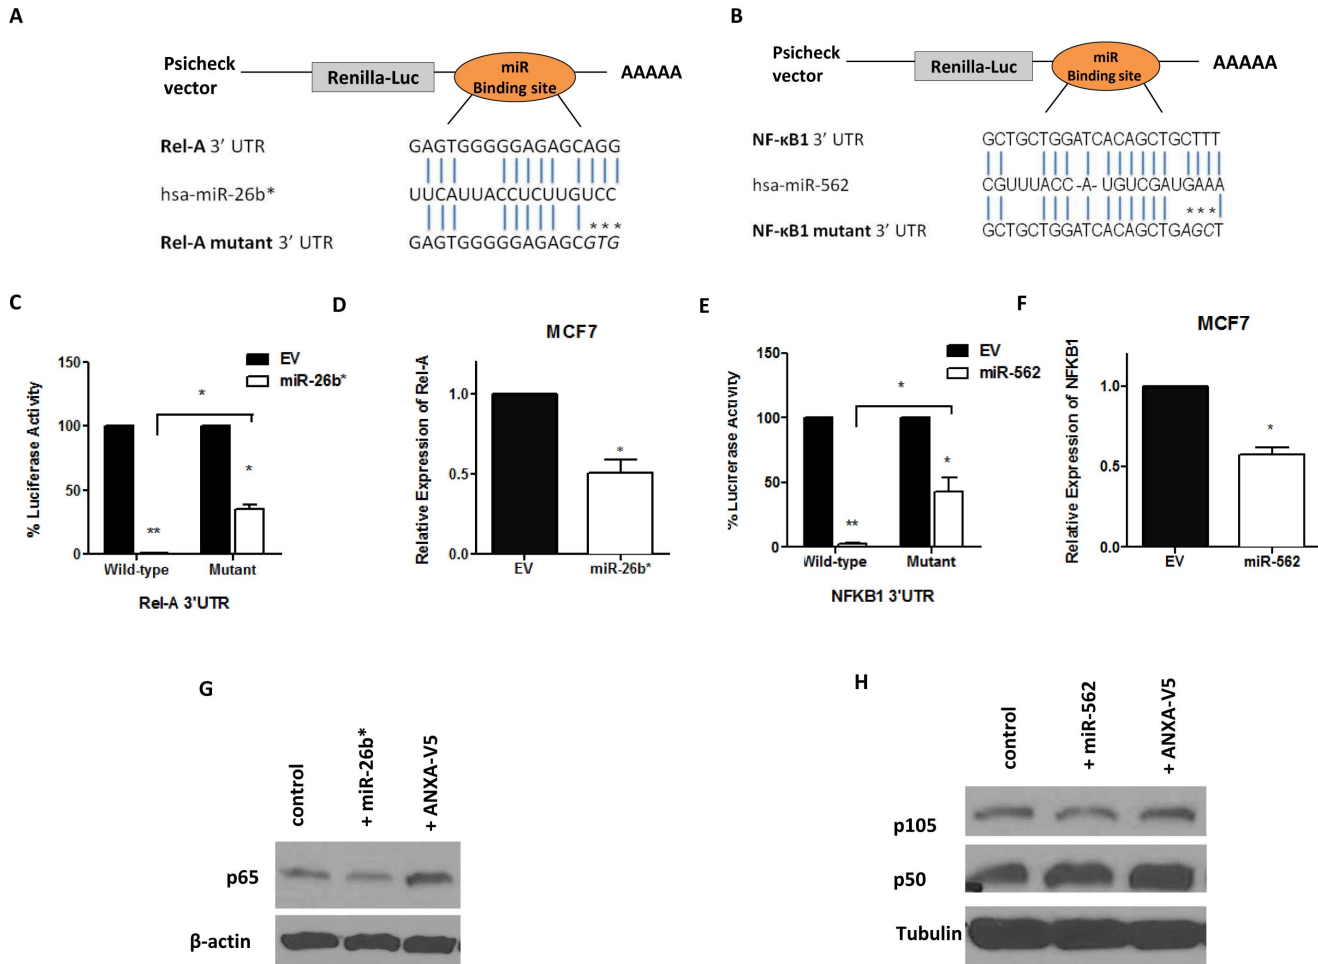 A
Psicheck vector
Renilla-Luc
miR Binding site
AAAAA
Rel-A 3’ UTR
GAGTGGGGGAGAGCAGG
hsa-miR-26b*
UUCAUUACCUCUUGUCC
* * *
Rel-A mutant 3’ UTR
GAGTGGGGGAGAGCGTG
B
Psicheck vector
Renilla-Luc
miR Binding site
AAAAA
NF-κB1 3’ UTR
GCTGCTGGATCACAGCTGCTTT
hsa-miR-562
CGUUUACC-A-UGUCGAUGAAA
* * *
NF-κB1 mutant 3’ UTR
GCTGCTGGATCACAGCTGAGCT
C
% Luciferase Activity
150
100
50
0
EV
miR-26b*
*
**
*
Wild-type
Mutant
Rel-A 3'UTR
D
MCF7
Relative Expression of Rel-A
1.0
0.5
0.0
*
EV
miR-26b*
E
% Luciferase Activity
150
100
50
0
EV
miR-562
*
**
*
Wild-type
Mutant
NFKB1 3'UTR
F
MCF7
Relative Expression of NFKB1
1.0
0.5
0.0
*
EV
miR-562
G
control
+ miR-26b*
+ ANXA-V5
p65
β-actin
H
control
+ miR-562
+ ANXA-V5
p105
p50
Tubulin